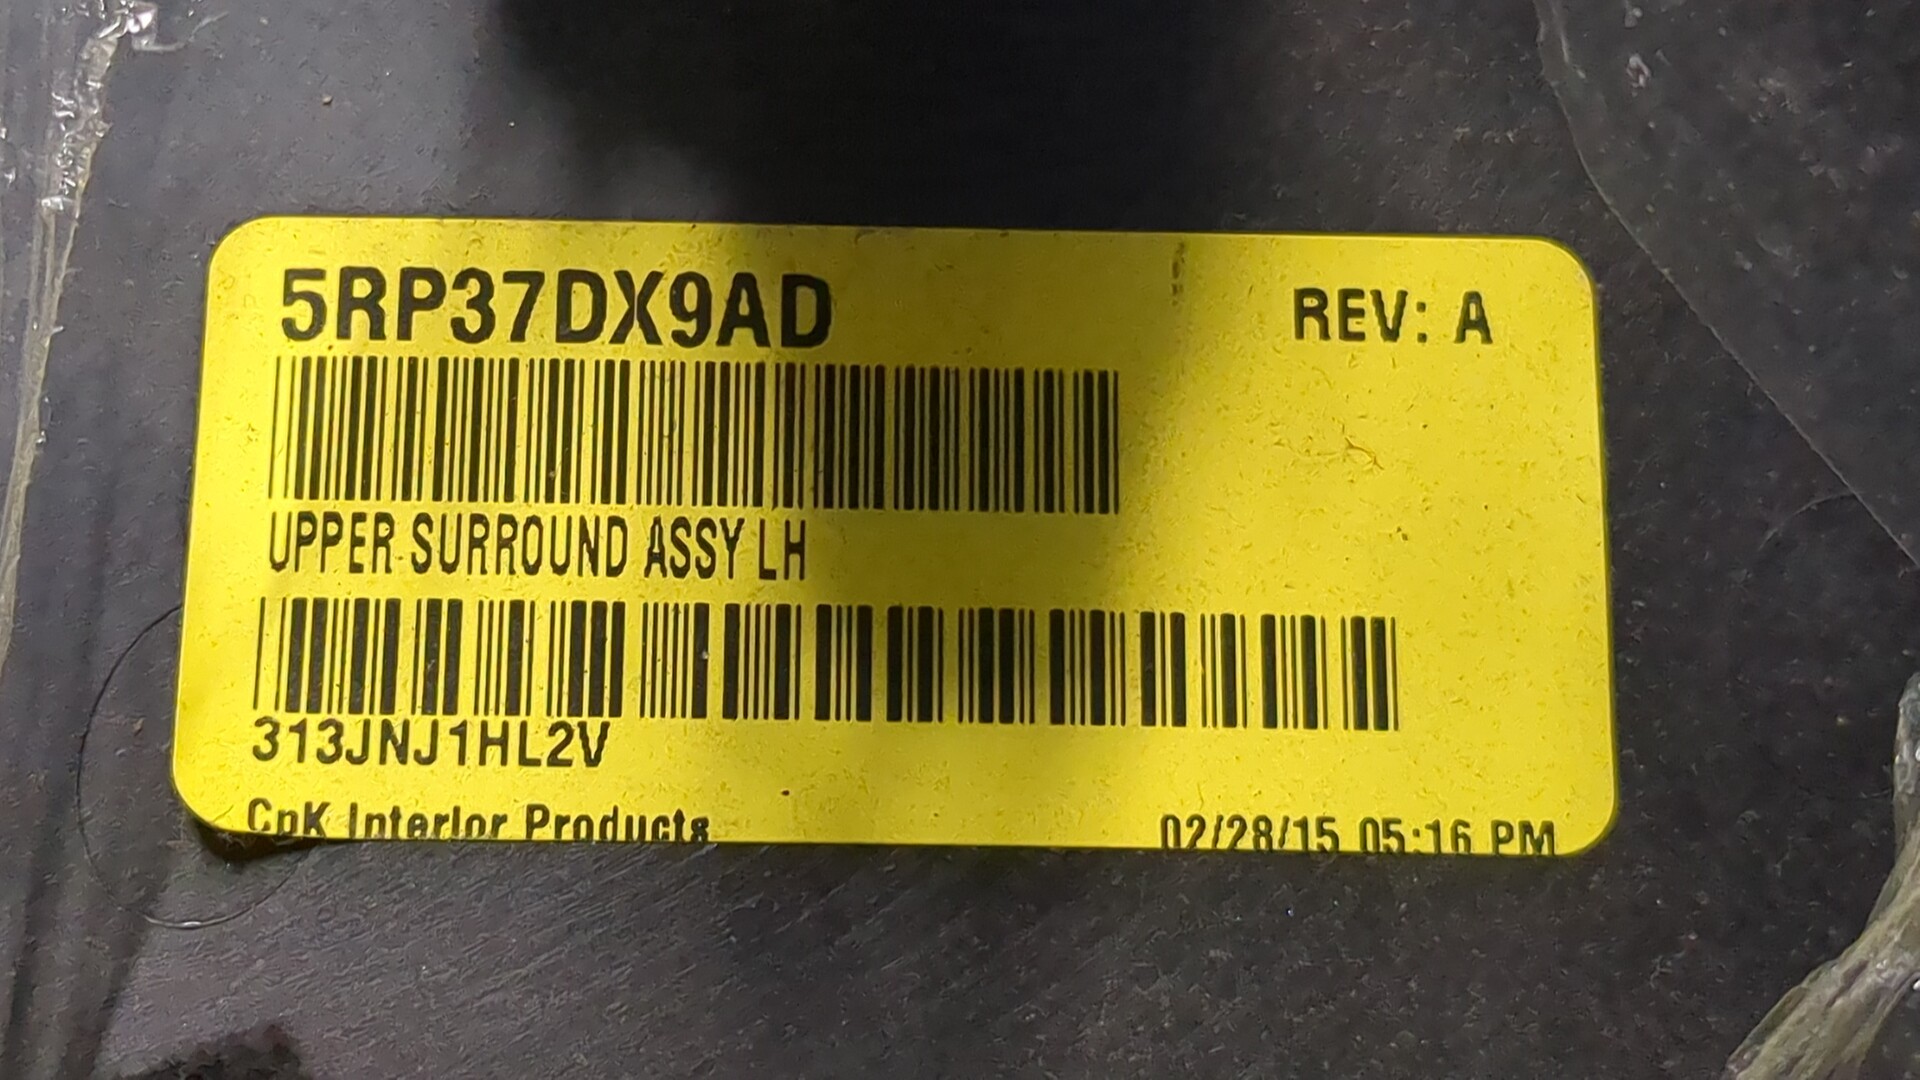 5RP37DX9AD
REV: A
UPPER SURROUND ASSY LH
313JNJ1HL2V
CpK Interior Products
02/28/15 05:16 PM